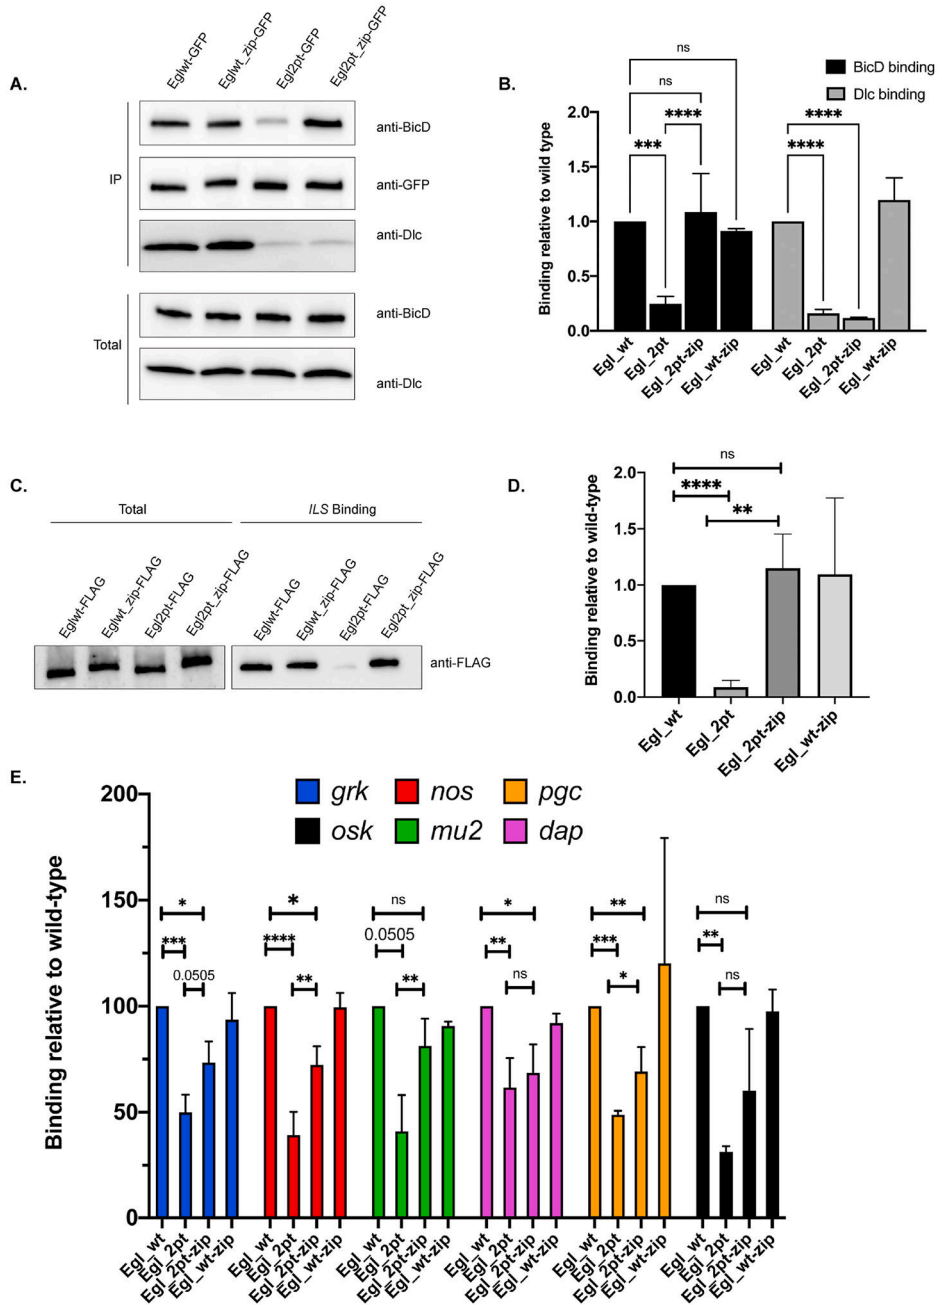 A.
Eglwt-GFP
Eglwt_zip-GFP
Egl2pt-GFP
Egl2pt_zip-GFP
IP
anti-BicD
anti-GFP
anti-Dlc
Total
anti-BicD
anti-Dlc
B.
BicD binding
Dlc binding
ns
ns
**** ****
*** ****
Binding relative to wild type
2.0
1.5
1.0
0.5
0.0
Egl_wt
Egl_2pt
Egl_2pt-zip
Egl_wt-zip
Egl_wt
Egl_2pt
Egl_2pt-zip
Egl_wt-zip
C.
Total
ILS Binding
Eglwt-FLAG
Eglwt_zip-FLAG
Egl2pt-FLAG
Egl2pt_zip-FLAG
Eglwt-FLAG
Eglwt_zip-FLAG
Egl2pt-FLAG
Egl2pt_zip-FLAG
anti-FLAG
D.
ns
****
**
Binding relative to wild-type
2.0
1.5
1.0
0.5
0.0
Egl_wt
Egl_2pt
Egl_2pt-zip
Egl_wt-zip
E.
grk nos pgc
osk mu2 dap
Binding relative to wild-type
200
150
100
50
0
*
***
0.0505
*
****
**
ns
0.0505
**
*
**
ns
**
***
*
ns
**
ns
Egl_wt
Egl_2pt
Egl_2pt-zip
Egl_wt-zip
Egl_wt
Egl_2pt
Egl_2pt-zip
Egl_wt-zip
Egl_wt
Egl_2pt
Egl_2pt-zip
Egl_wt-zip
Egl_wt
Egl_2pt
Egl_2pt-zip
Egl_wt-zip
Egl_wt
Egl_2pt
Egl_2pt-zip
Egl_wt-zip
Egl_wt
Egl_2pt
Egl_2pt-zip
Egl_wt-zip